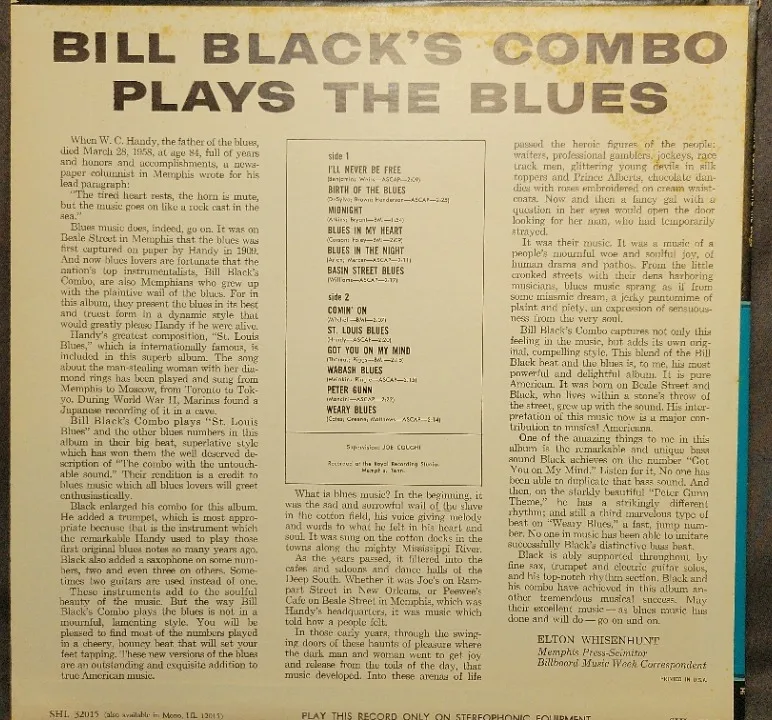 BILL BLACK'S COMBO
PLAYS THE BLUES
When W. C. Handy, the father of the blues,
died March 28, 1958, at age 84, full of years
and honors and accomplishments, a news-
paper columnist in Memphis wrote for his
lead paragraph:
"The tired heart rests, the horn is mute,
but the music goes on like a rock cast in the
sea."
Blues music does, indeed, go on. It was on
Beale Street in Memphis that the blues was
first captured on paper by Handy in 1909.
And now blues lovers are fortunate that the
nation's top instrumentalists, Bill Black's
Combo, are also Memphians who grew up
with the plaintive wail of the blues. For in
this album, they present the blues in its best
and truest form in a dynamic style that
would greatly please Handy if he were alive.
Handy's greatest composition, "St. Louis
Blues," which is internationally famous, is
included in this superb album. The song
about the man-stealing woman with her dia-
mond rings has been played and sung from
Memphis to Moscow, from Toronto to Tok-
yo. During World War II, Marines found a
Japanese recording of it in a cave.
Bill Black's Combo plays "St. Louis
Blues" and the other blues numbers in this
album in their big beat, superlative style
which has won them the well deserved de-
scription of "The combo with the untouch-
able sound." Their rendition is a credit to
blues music which all blues lovers will greet
enthusiastically.
Black enlarged his combo for this album.
He added a trumpet, which is most appro-
priate because that is the instrument which
the remarkable Handy used to play those
first original blues notes so many years ago.
Black also added a saxophone on some num-
bers, two and even three on others. Some-
times two guitars are used instead of one.
These instruments add to the soulful
beauty of the music. But the way Bill
Black's Combo plays the blues is not in a
mournful, lamenting style. You will be
pleased to find most of the numbers played
in a cheery, bouncy beat that will set your
feet tapping. These new versions of the blues
are an outstanding and exquisite addition to
true American music.
side 1
I'LL NEVER BE FREE
BIRTH OF THE BLUES
MIDNIGHT
BLUES IN MY HEART
BLUES IN THE NIGHT
BASIN STREET BLUES
side 2
COMIN' ON
ST. LOUIS BLUES
(Handy—ASCAP—2:20)
GOT YOU ON MY MIND
WABASH BLUES
PETER GUNN
(Mancini—ASCAP—2:22)
WEARY BLUES
Supervision: JOE CUOGHI
Recorded at the Royal Recording Studios
Memphis, Tenn.
What is blues music? In the beginning, it
was the sad and sorrowful wail of the slave
in the cotton field, his voice giving melody
and words to what he felt in his heart and
soul. It was sung on the cotton docks in the
towns along the mighty Mississippi River.
As the years passed, it filtered into the
cafes and saloons and dance halls of the
Deep South. Whether it was Joe's on Ram-
part Street in New Orleans, or Peewee's
Cafe on Beale Street in Memphis, which was
Handy's headquarters, it was music which
told how a people felt.
In those early years, through the swing-
ing doors of these haunts of pleasure where
the dark man and woman went to get joy
and release from the toils of the day, that
music developed. Into these arenas of life
passed the heroic figures of the people:
waiters, professional gamblers, jockeys, race
track men, glittering young devils in silk
toppers and Prince Alberts, chocolate dan-
dies with roses embroidered on cream waist-
coats. Now and then a fancy gal with a
question in her eyes would open the door
looking for her man, who had temporarily
strayed.
It was their music. It was a music of a
people's mournful woe and soulful joy, of
human drama and pathos. From the little
crooked streets with their dens harboring
musicians, blues music sprang as if from
some miasmic dream, a jerky pantomime of
plaint and piety, an expression of sensuous-
ness from the very soul.
Bill Black's Combo captures not only this
feeling in the music, but adds its own orig-
inal, compelling style. This blend of the Bill
Black beat and the blues is, to me, his most
powerful and delightful album. It is pure
American. It was born on Beale Street and
Black, who lives within a stone's throw of
the street, grew up with the sound. His inter-
pretation of this music now is a major con-
tribution to musical Americana.
One of the amazing things to me in this
album is the remarkable and unique bass
sound Black achieves on the number "Got
You on My Mind." Listen for it. No one has
been able to duplicate that bass sound. And
then, on the starkly beautiful "Peter Gunn
Theme," he has a strikingly different
rhythm; and still a third marvelous type of
beat on "Weary Blues," a fast, jump num-
ber. No one in music has been able to imitate
successfully Black's distinctive bass beat.
Black is ably supported throughout by
fine sax, trumpet and electric guitar solos,
and his top-notch rhythm section. Black and
his combo have achieved in this album an-
other tremendous musical success. May
their excellent music — as blues music has
done and will do — go on and on.
ELTON WHISENHUNT
Memphis Press-Scimitar
Billboard Music Week Correspondent
PRINTED IN U.S.A.
SHL 32015 (also available in Mono, HL 12015)
PLAY THIS RECORD ONLY ON STEREOPHONIC EQUIPMENT